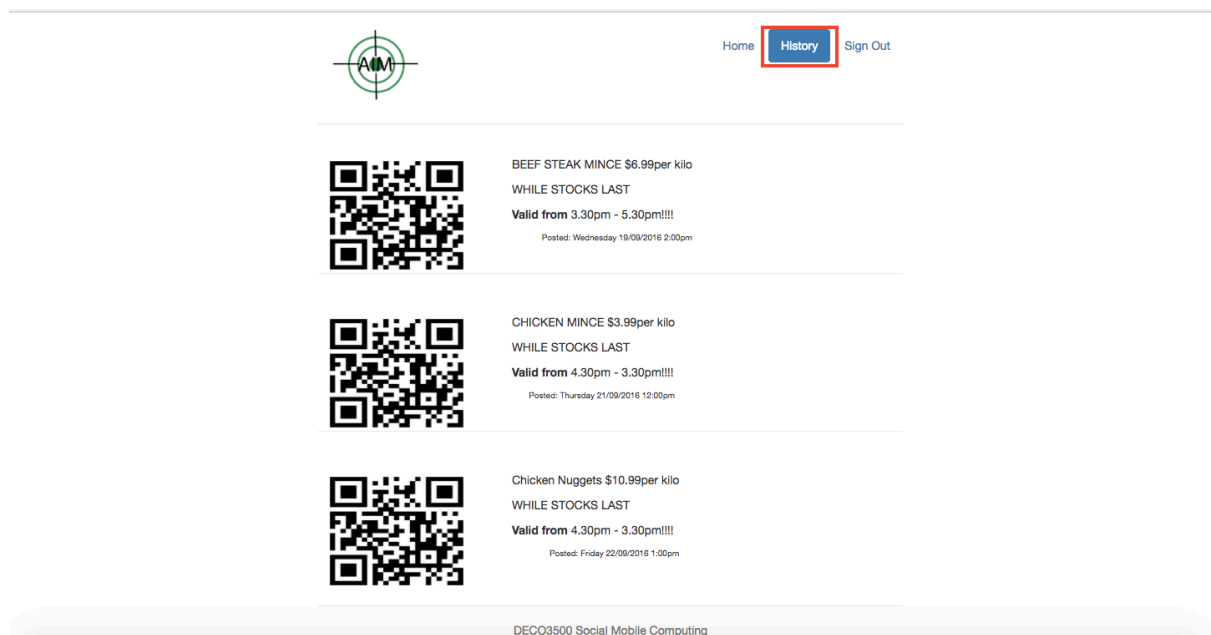 AIM
Home History Sign Out
BEEF STEAK MINCE $6.99per kilo
WHILE STOCKS LAST
Valid from 3.30pm - 5.30pm!!!!
Posted: Wednesday 19/09/2016 2:00pm
CHICKEN MINCE $3.99per kilo
WHILE STOCKS LAST
Valid from 4.30pm - 3.30pm!!!!
Posted: Thursday 21/09/2016 12:00pm
Chicken Nuggets $10.99per kilo
WHILE STOCKS LAST
Valid from 4.30pm - 3.30pm!!!!
Posted: Friday 22/09/2016 1:00pm
DECO3500 Social Mobile Computing